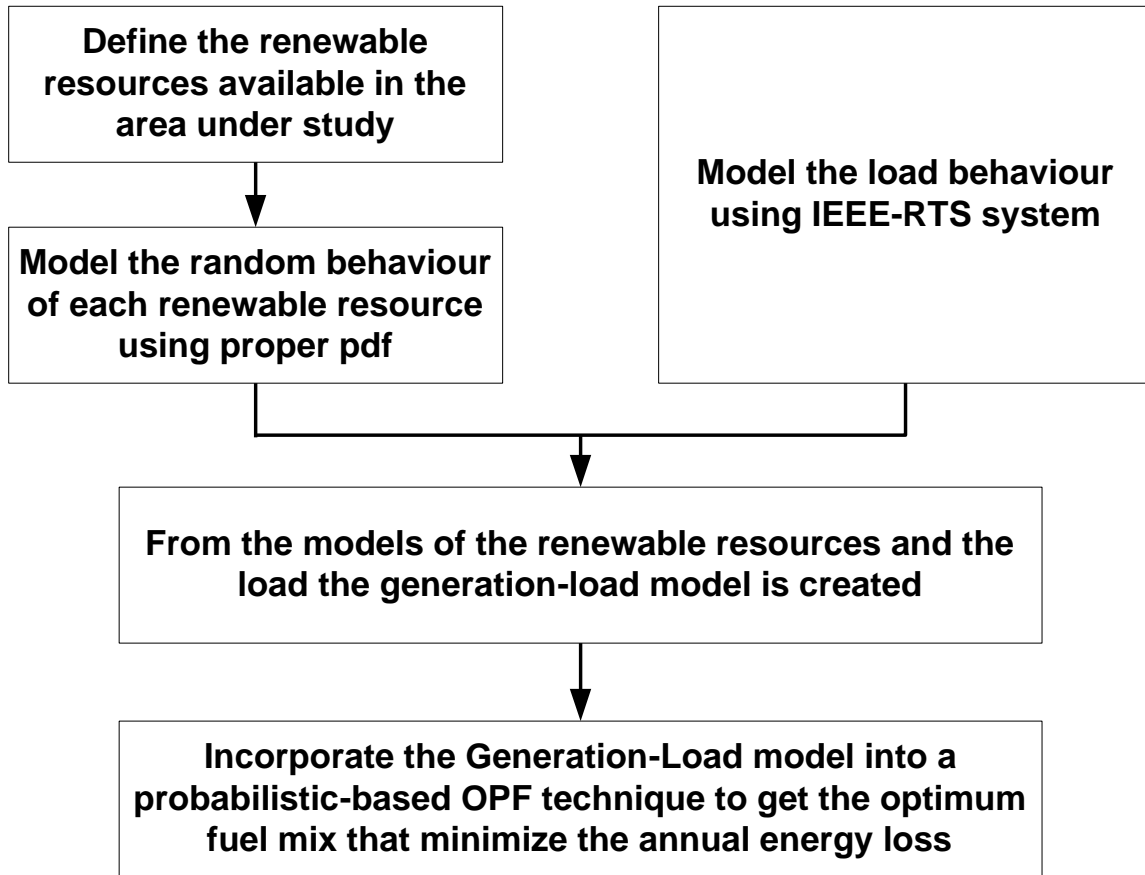 Define the renewable
resources available in the
area under study
Model the load behaviour
using IEEE-RTS system
Model the random behaviour
of each renewable resource
using proper pdf
From the models of the renewable resources and the
load the generation-load model is created
Incorporate the Generation-Load model into a
probabilistic-based OPF technique to get the optimum
fuel mix that minimize the annual energy loss